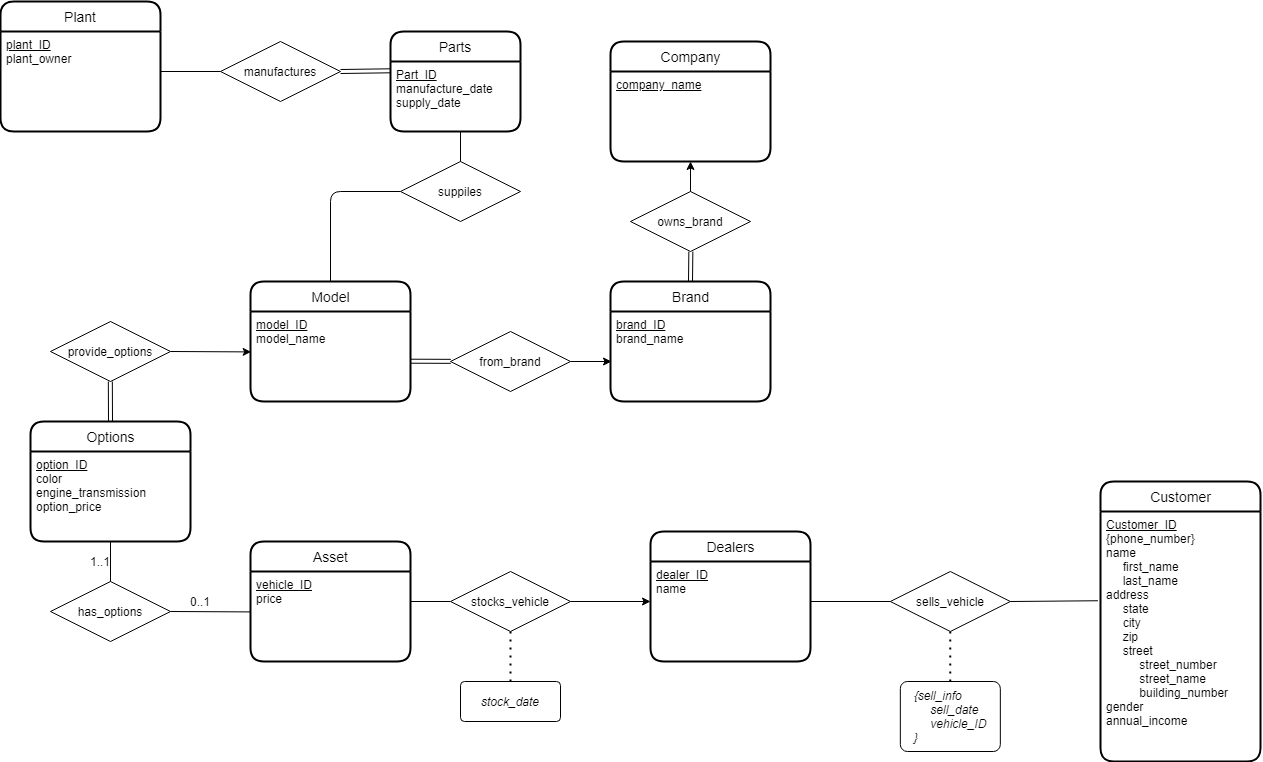 Plant
plant_ID
plant_owner
manufactures
Parts
Part_ID
manufacture_date
supply_date
Company
company_name
suppiles
owns_brand
Model
model_ID
model_name
Brand
brand_ID
brand_name
provide_options
from_brand
Options
option_ID
color
engine_transmission
option_price
1..1
has_options
0..1
Asset
vehicle_ID
price
stocks_vehicle
stock_date
Dealers
dealer_ID
name
sells_vehicle
{sell_info
sell_date
vehicle_ID
}
Customer
Customer_ID
{phone_number}
name
first_name
last_name
address
state
city
zip
street
street_number
street_name
building_number
gender
annual_income